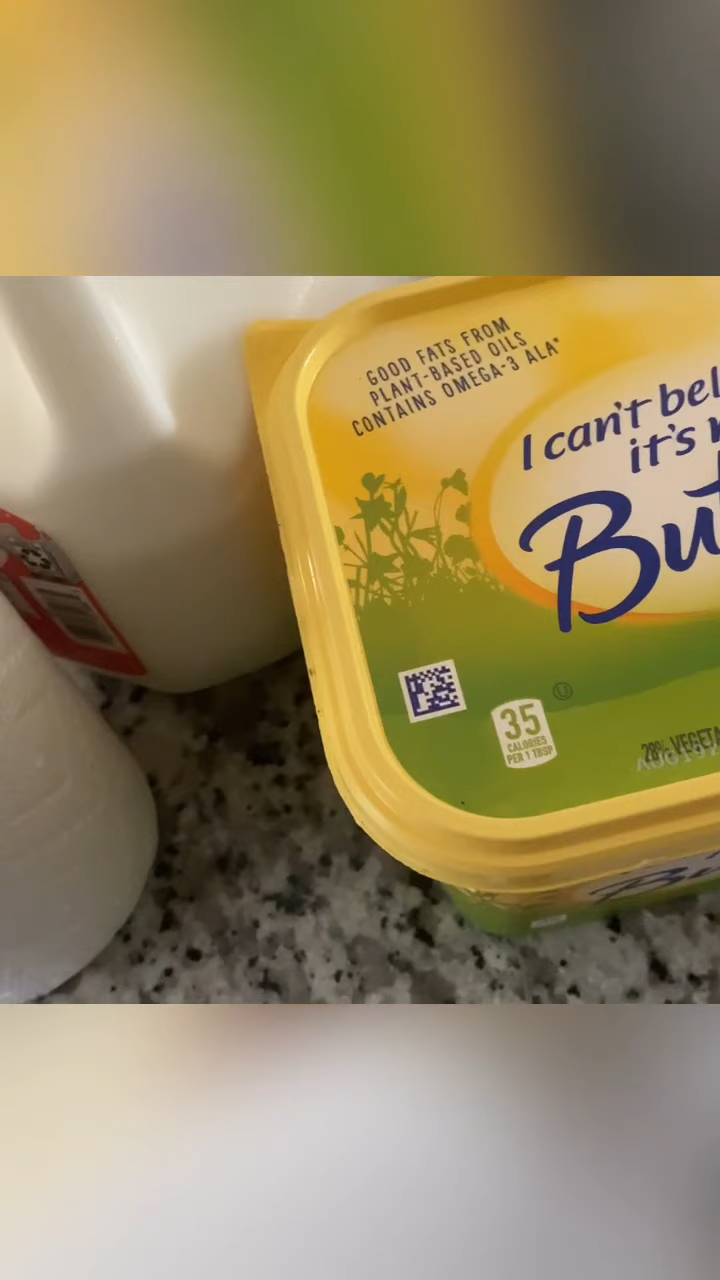 GOOD FATS FROM
PLANT-BASED OILS
CONTAINS OMEGA-3 ALA*
I can't bel
it's
But
U
35
CALORIES
PER 1 TBSP
28% VEGETA